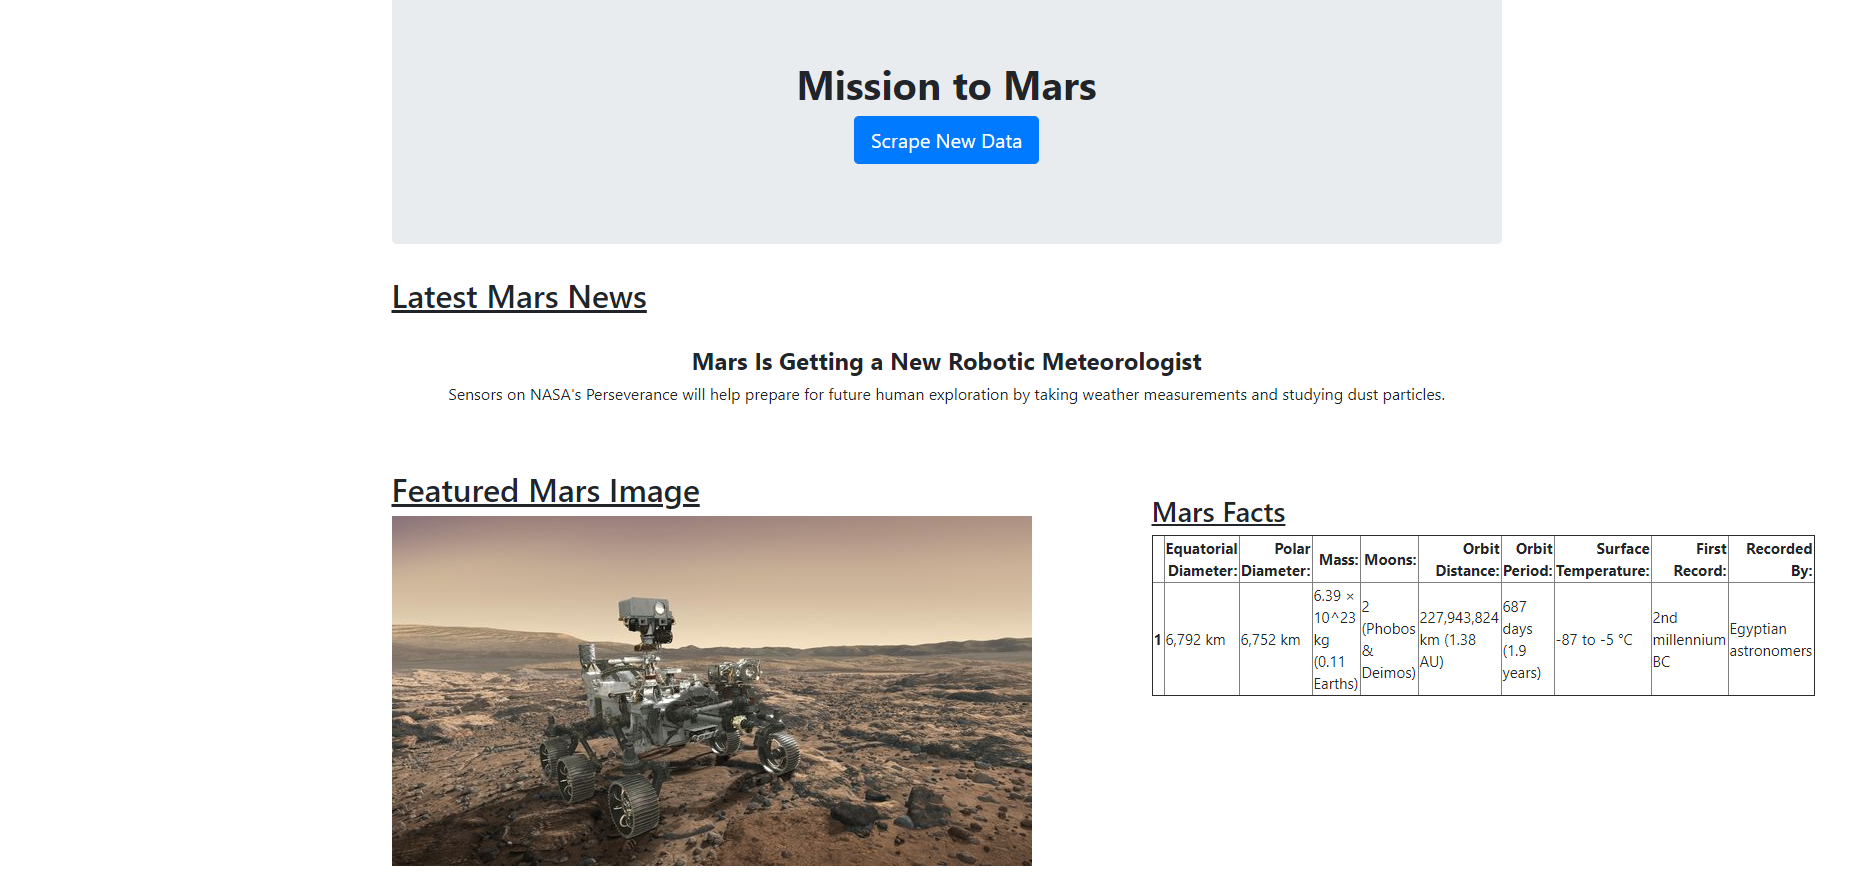 Mission to Mars
Scrape New Data
Latest Mars News
Mars Is Getting a New Robotic Meteorologist
Sensors on NASA's Perseverance will help prepare for future human exploration by taking weather measurements and studying dust particles.
Featured Mars Image
Mars Facts
Equatorial Diameter: Polar Diameter: Mass: Moons: Orbit Distance: Orbit Period: Surface Temperature: First Record: Recorded By:
1 6,792 km 6,752 km 6.39 × 10^23 kg (0.11 Earths) 2 (Phobos & Deimos) 227,943,824 km (1.38 AU) 687 days (1.9 years) -87 to -5 °C 2nd millennium BC Egyptian astronomers